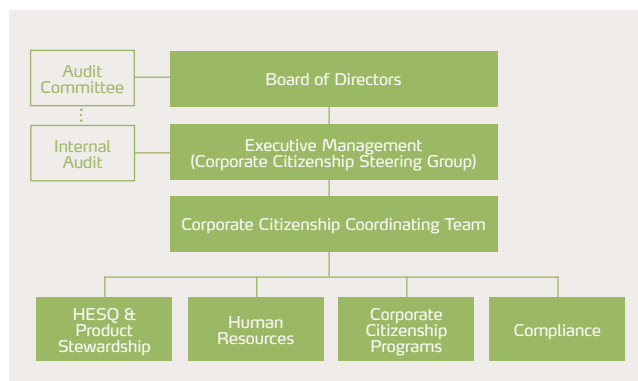 Audit
Committee
Board of Directors
Internal
Audit
Executive Management
(Corporate Citizenship Steering Group)
Corporate Citizenship Coordinating Team
HESQ &
Product
Stewardship
Human
Resources
Corporate
Citizenship
Programs
Compliance